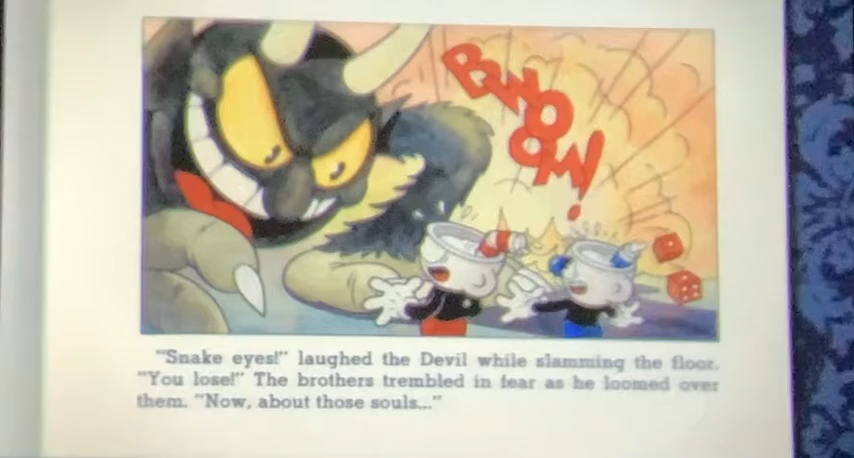 BWOOM!
"Snake eyes!" laughed the Devil while slamming the floor.
"You lose!" The brothers trembled in fear as he loomed over
them. "Now, about those souls..."